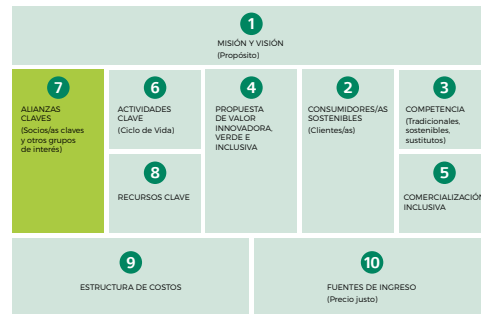 1
MISIÓN Y VISIÓN
(Propósito)
7
ALIANZAS
CLAVES
(Socios/as claves
y otros grupos
de interés)
6
ACTIVIDADES
CLAVE
(Ciclo de Vida)
8
RECURSOS CLAVE
4
PROPUESTA
DE VALOR
INNOVADORA,
VERDE E
INCLUSIVA
2
CONSUMIDORES/AS
SOSTENIBLES
(Clientes/as)
3
COMPETENCIA
(Tradicionales,
sostenibles,
sustitutos)
5
COMERCIALIZACIÓN
INCLUSIVA
9
ESTRUCTURA DE COSTOS
10
FUENTES DE INGRESO
(Precio justo)